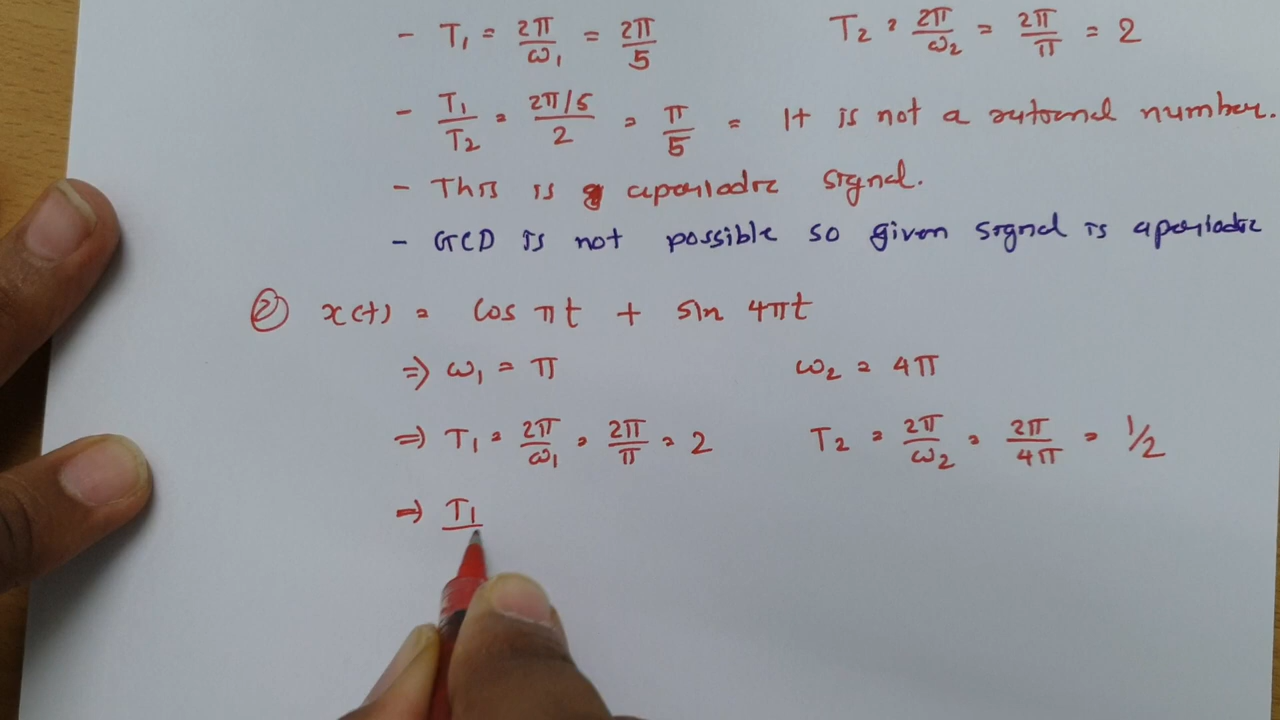 - T₁ = 2π/ω₁ = 2π/5 T₂ = 2π/ω₂ = 2π/π = 2
- T₁/T₂ = (2π/5)/2 = π/5 = It is not a rational number.
- This is aperiodic signal.
- GCD is not possible so given signal is aperiodic
② x(t) = cos πt + sin 4πt
⇒ ω₁ = π ω₂ = 4π
⇒ T₁ = 2π/ω₁ = 2π/π = 2 T₂ = 2π/ω₂ = 2π/4π = 1/2
⇒ T₁